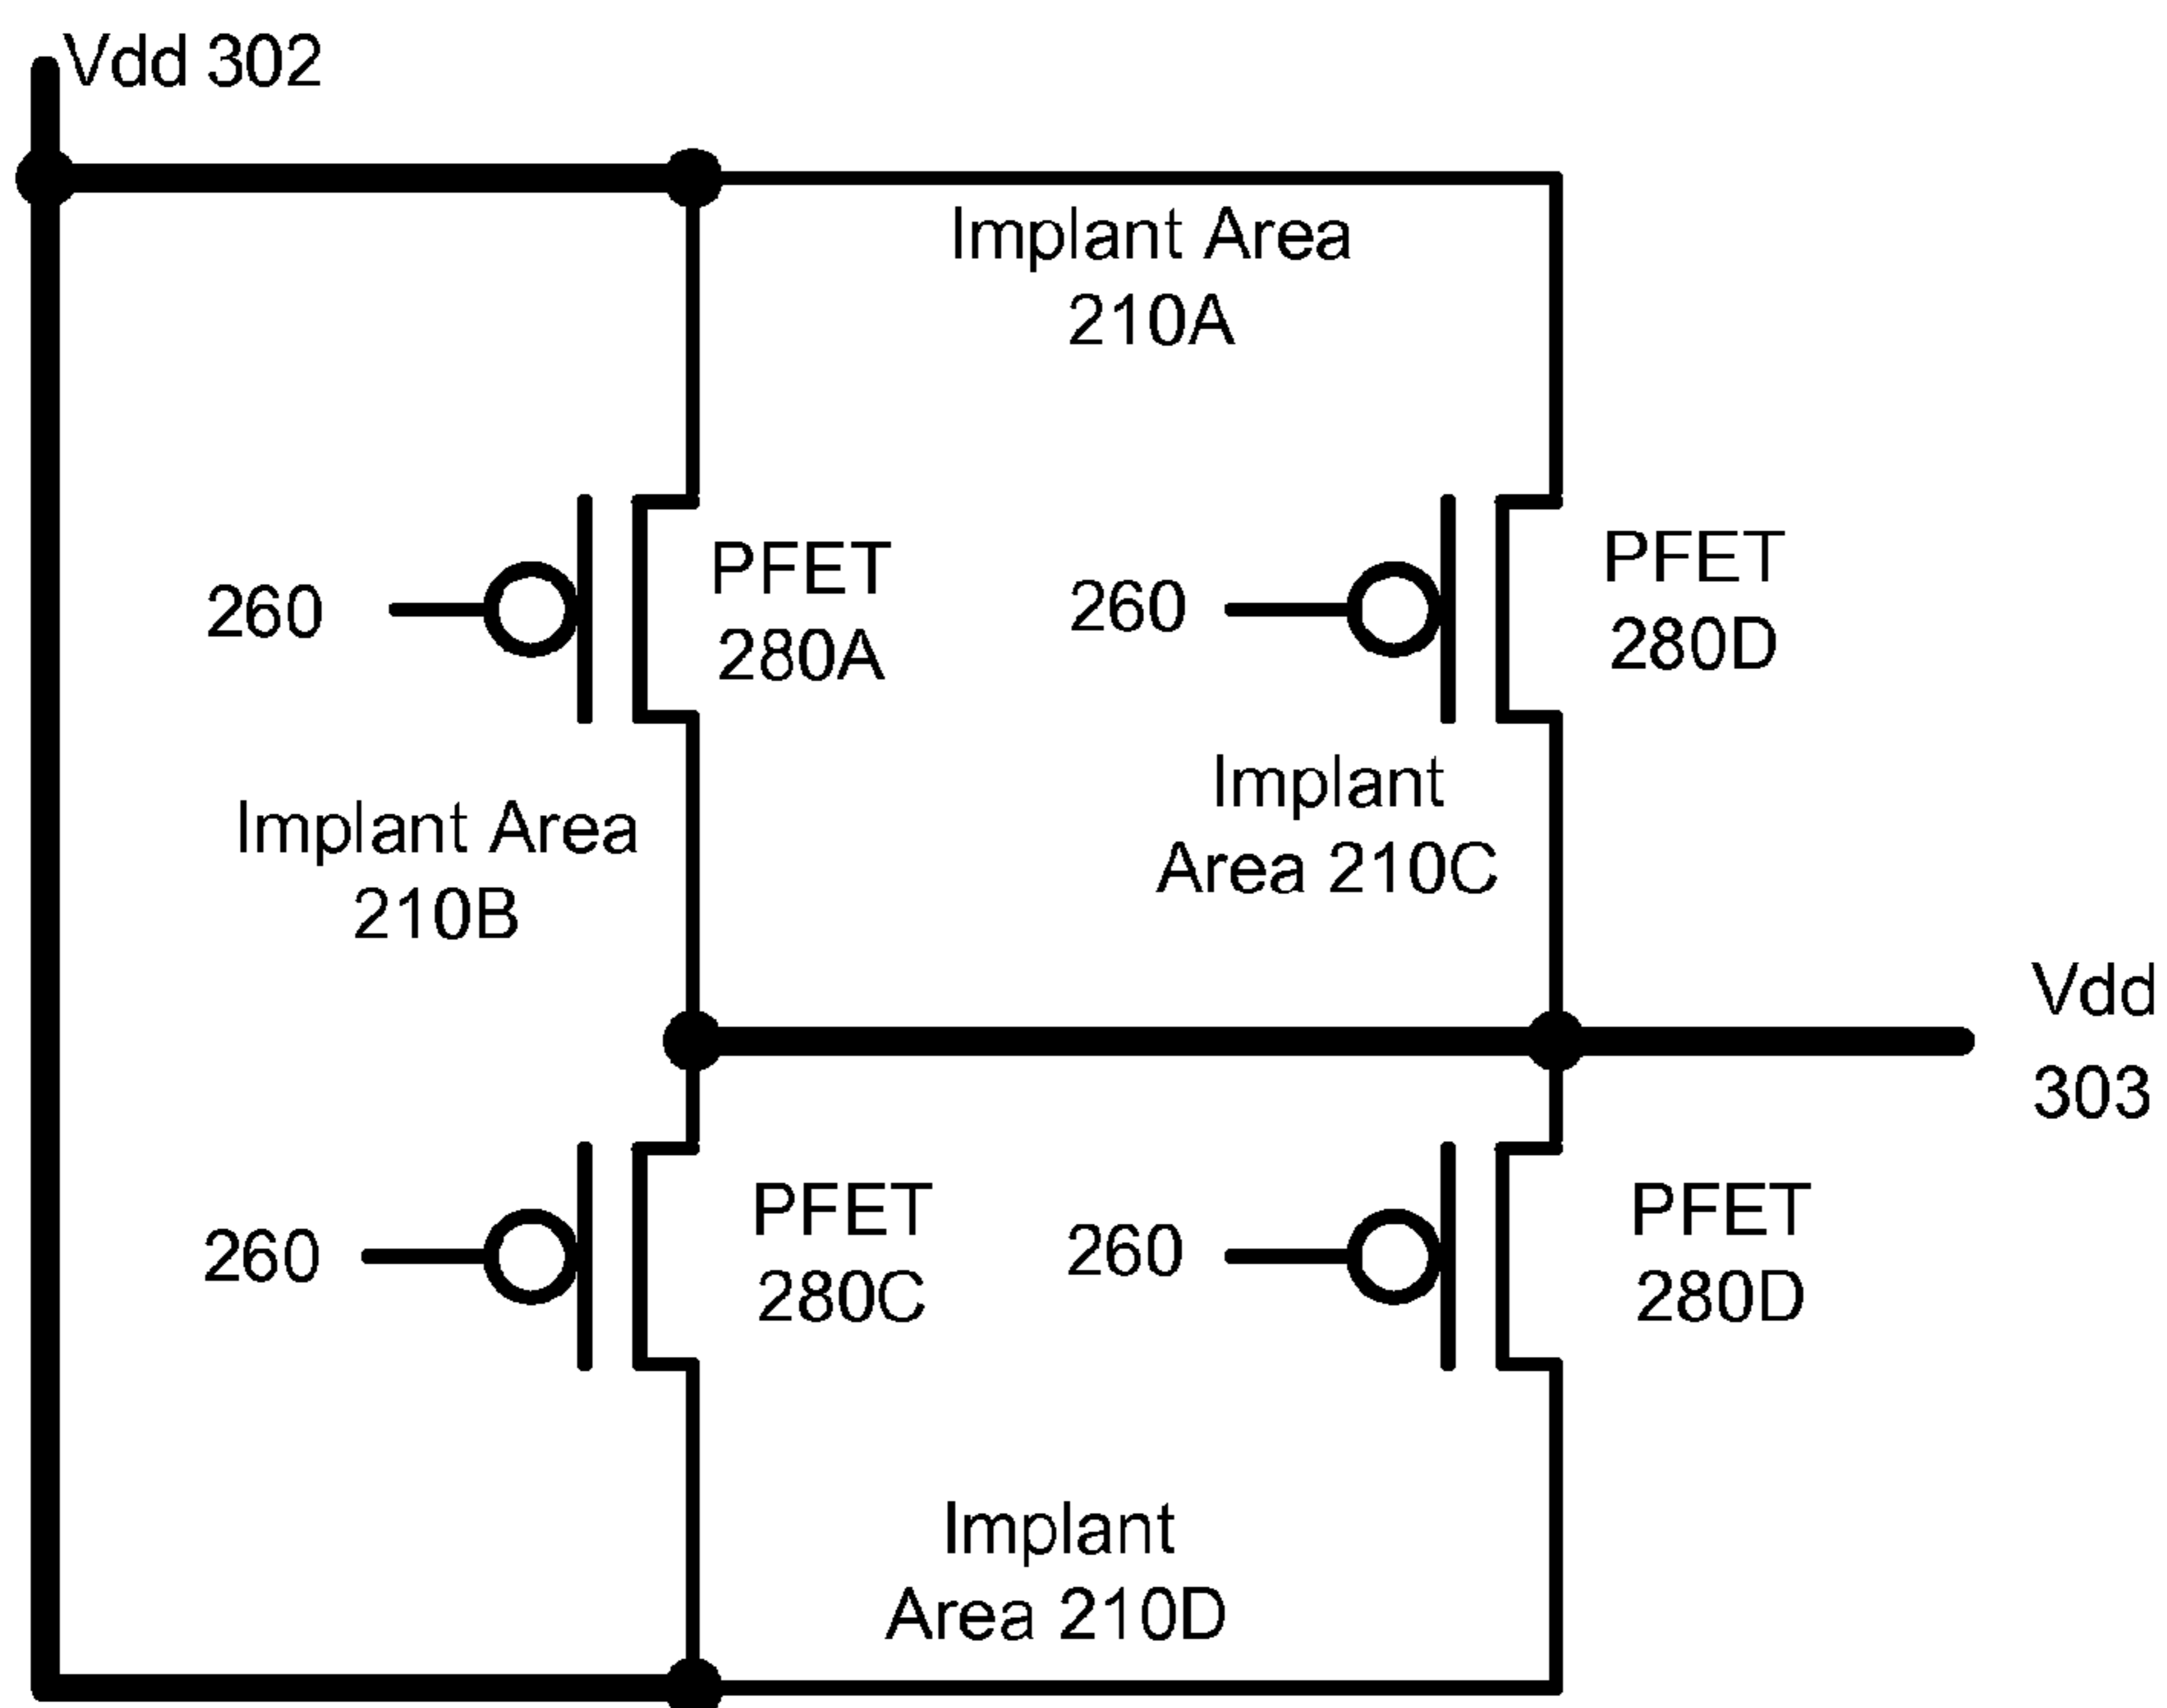 Vdd 302
Implant Area
210A
260
PFET
280A
260
PFET
280D
Implant Area
210B
Implant
Area 210C
Vdd
303
260
PFET
280C
260
PFET
280D
Implant
Area 210D